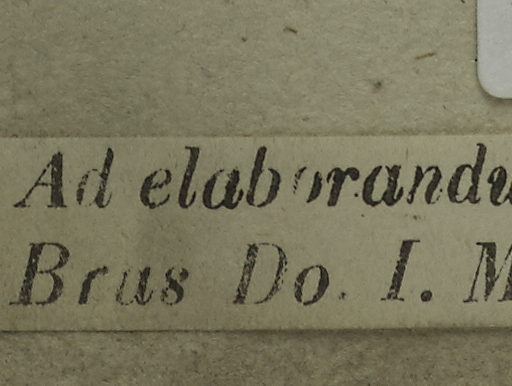 Ad elaborandu
Brus Do. I. M